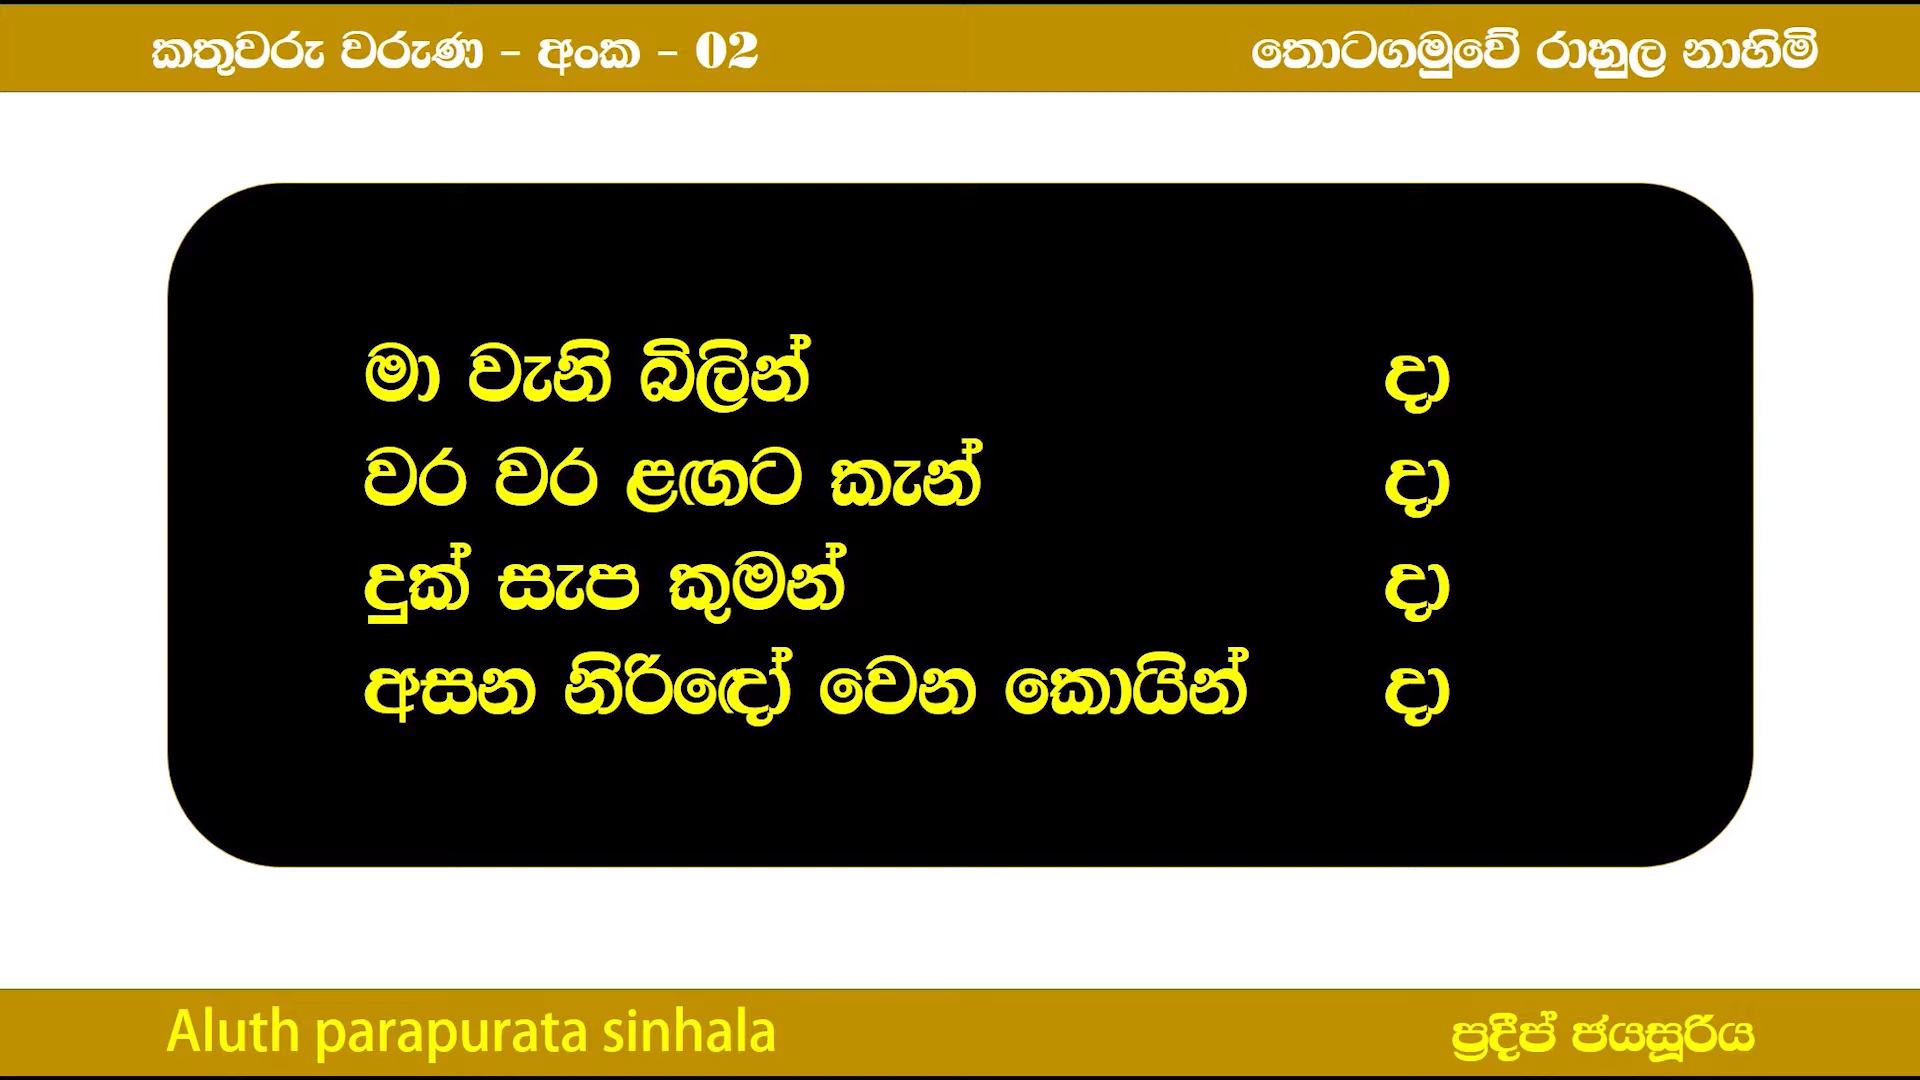 කතුවරු වරුණ - අංක - 02
තොටගමුවේ රාහුල නාහිමි
මා වැනි බිලින් දා
වර වර ළඟට කැන් දා
දුක් සැප කුමන් දා
අසන නිරිඳෝ වෙන කොයින් දා
Aluth parapurata sinhala
ප්‍රදීප් ජයසූරිය